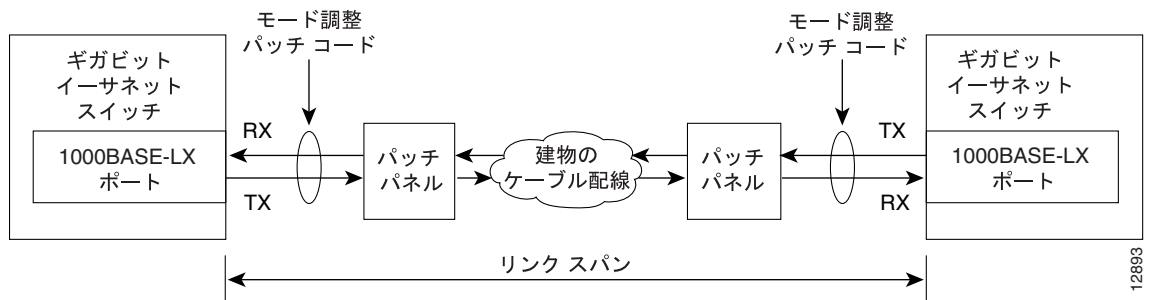 モード調整
パッチ コード
モード調整
パッチ コード
ギガビット
イーサネット
スイッチ
ギガビット
イーサネット
スイッチ
RX
TX
1000BASE-LX
ポート
パッチ
パネル
建物の
ケーブル配線
パッチ
パネル
1000BASE-LX
ポート
TX
RX
リンク スパン
12893